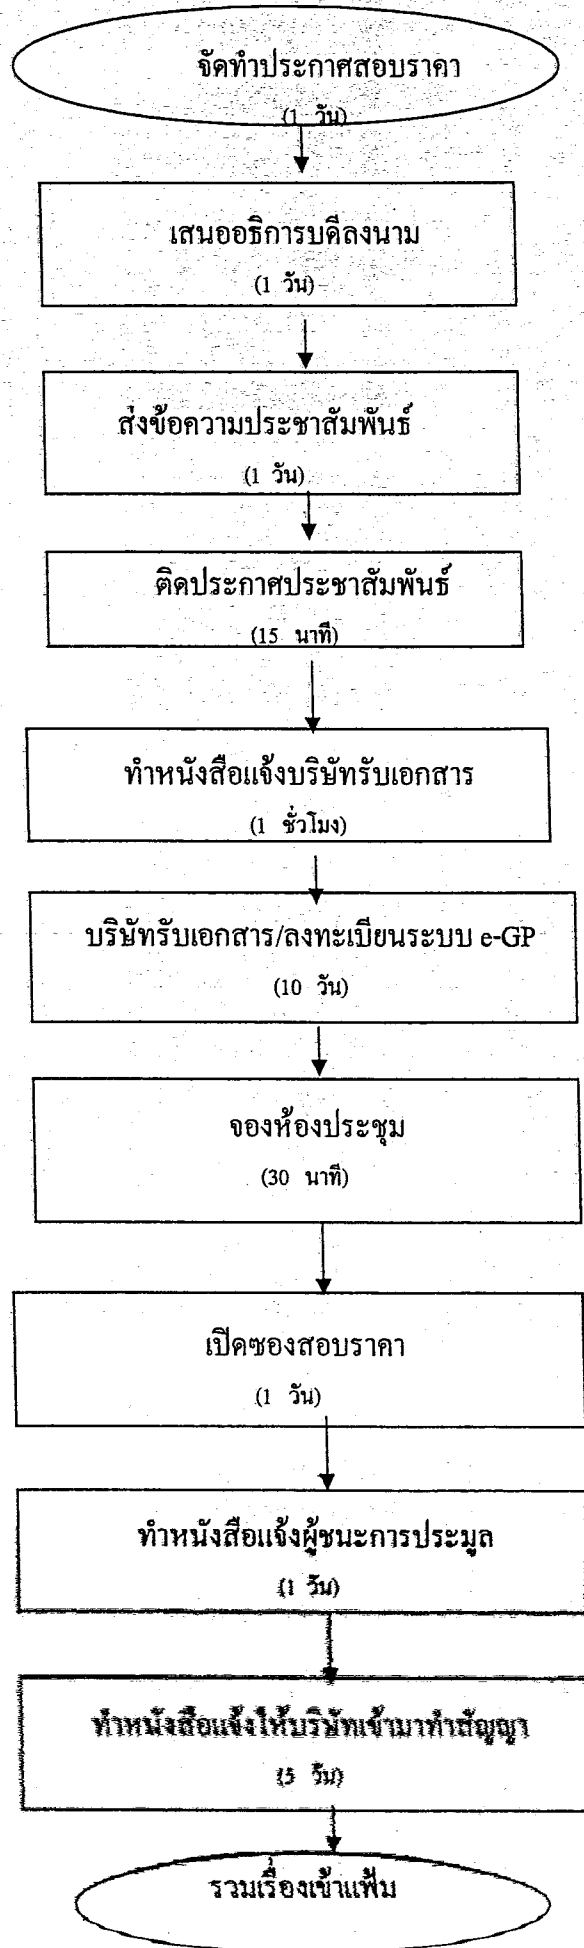 จัดทำประกาศสอบราคา
(1 วัน)
เสนออธิการบดีลงนาม
(1 วัน)
ส่งข้อความประชาสัมพันธ์
(1 วัน)
ติดประกาศประชาสัมพันธ์
(15 นาที)
ทำหนังสือแจ้งบริษัทรับเอกสาร
(1 ชั่วโมง)
บริษัทรับเอกสาร/ลงทะเบียนระบบ e-GP
(10 วัน)
จองห้องประชุม
(30 นาที)
เปิดซองสอบราคา
(1 วัน)
ทำหนังสือแจ้งผู้ชนะการประมูล
(1 วัน)
ทำหนังสือแจ้งให้บริษัทเข้ามาทำสัญญา
(5 วัน)
รวมเรื่องเข้าแฟ้ม